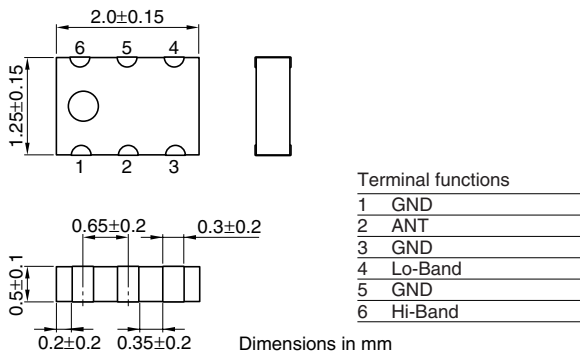 2.0±0.15
6 5 4
1.25±0.15
1 2 3
Terminal functions
1 GND
2 ANT
3 GND
4 Lo-Band
5 GND
6 Hi-Band
0.65±0.2 0.3±0.2
0.5±0.1
0.2±0.2 0.35±0.2 Dimensions in mm